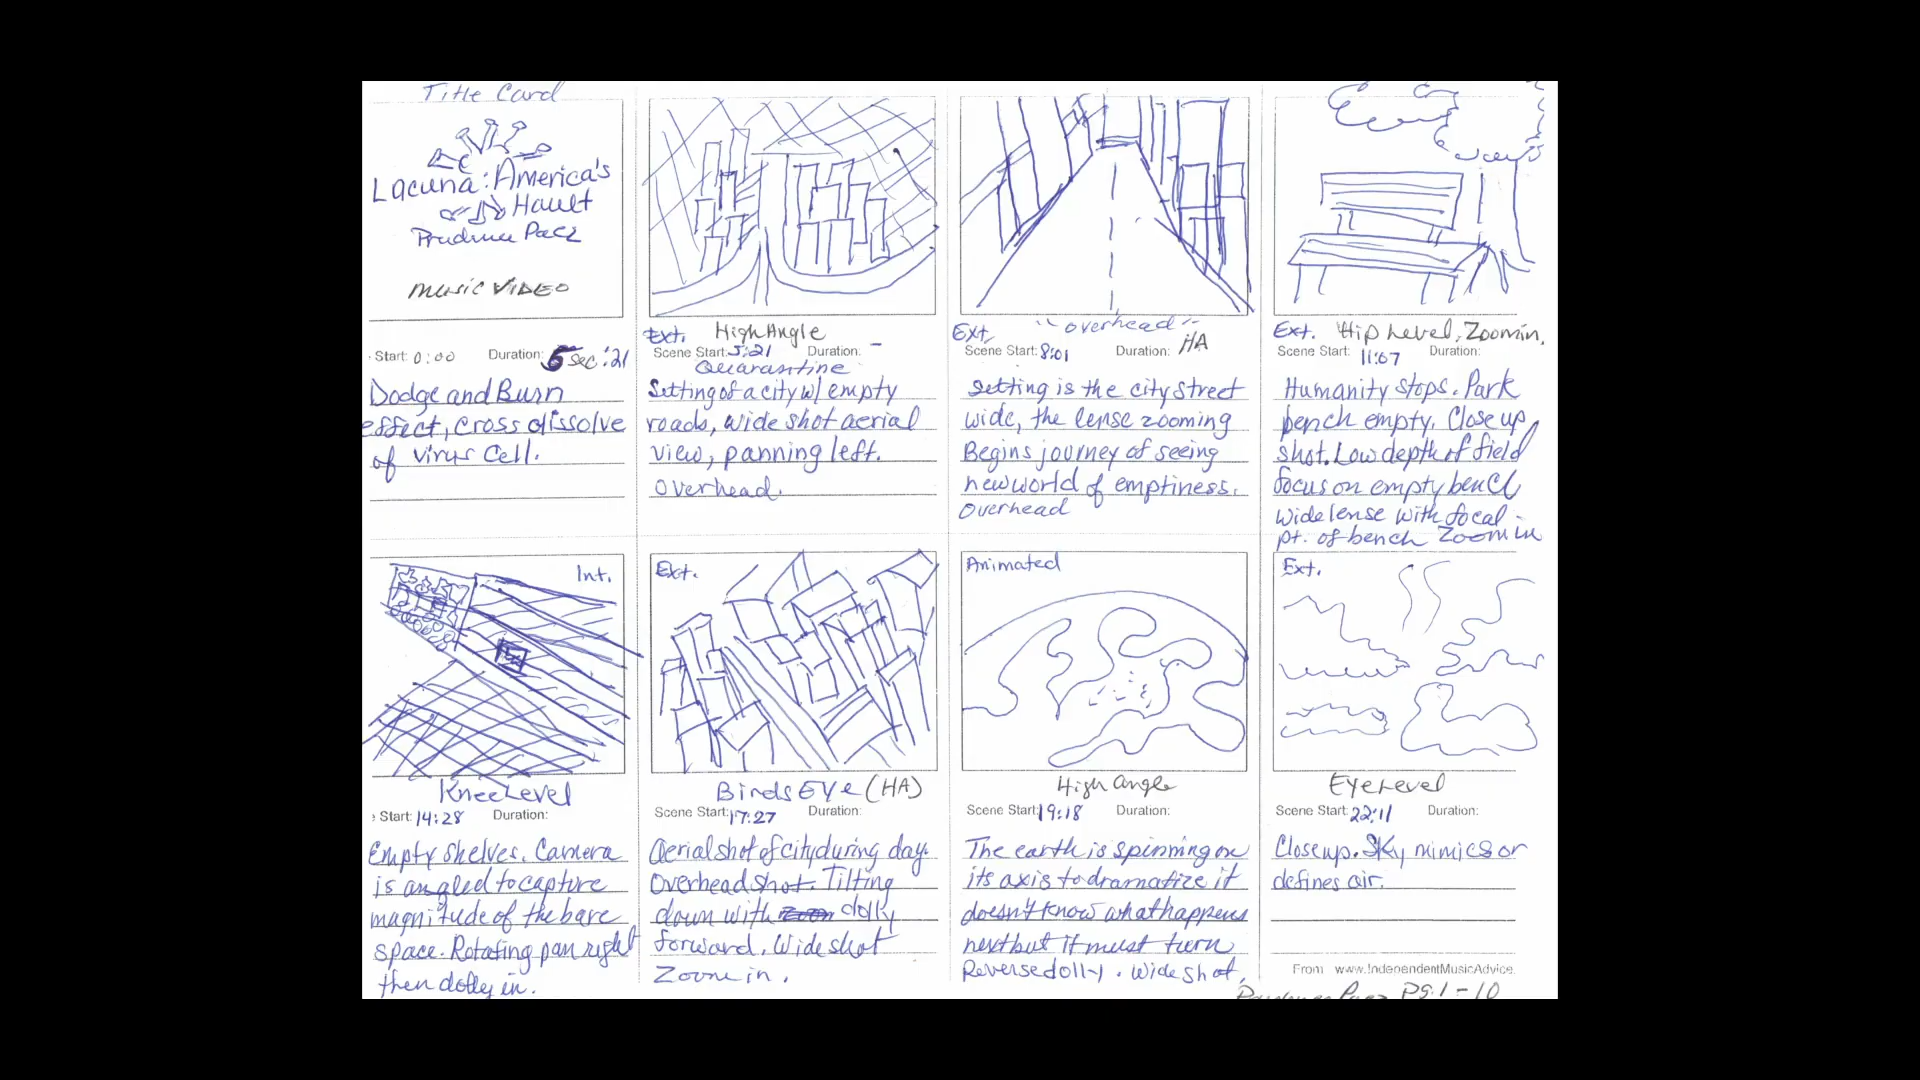 Title Card
Lacuna: America's
Hault
MUSIC VIDEO
Start: 0:00 Duration: 5 Sec :21
Dodge and Burn
effect, cross dissolve
of virus Cell.
Ext. High Angle
Scene Start: 5:21 Duration: -
Quarantine
Setting of a city w/ empty
roads, wide shot aerial
view, panning left.
Overhead.
Ext. "overhead"
Scene Start: 8:01 Duration: HA
Setting is the city street
wide, the lense zooming
Begins journey of seeing
new world of emptiness.
Overhead
Ext. Hip Level, Zoom in.
Scene Start: 11:07 Duration:
Humanity stops. Park
bench empty. Close up
shot. Low depth of field
focus on empty bench
Wide lense with focal
pt. of bench Zoom in
Int.
Knee Level
Start: 14:28 Duration:
Empty shelves. Camera
is angled to capture
magnitude of the bare
space. Rotating pan right
then dolly in.
Ext.
Birds Eye (HA)
Scene Start: 17:27 Duration:
Aerial shot of city during day.
Overhead shot. Tilting
down with dolly
forward. Wide shot
Zoom in.
Animated
High Angle
Scene Start: 19:18 Duration:
The earth is spinning on
its axis to dramatize it
doesn't know what happens
next but it must turn
Reverse dolly. Wide shot.
Ext.
Eye Level
Scene Start: 22:11 Duration:
Close up. Sky mimics or
defines air.
From www.IndependentMusicAdvice.
Pg. 1-10